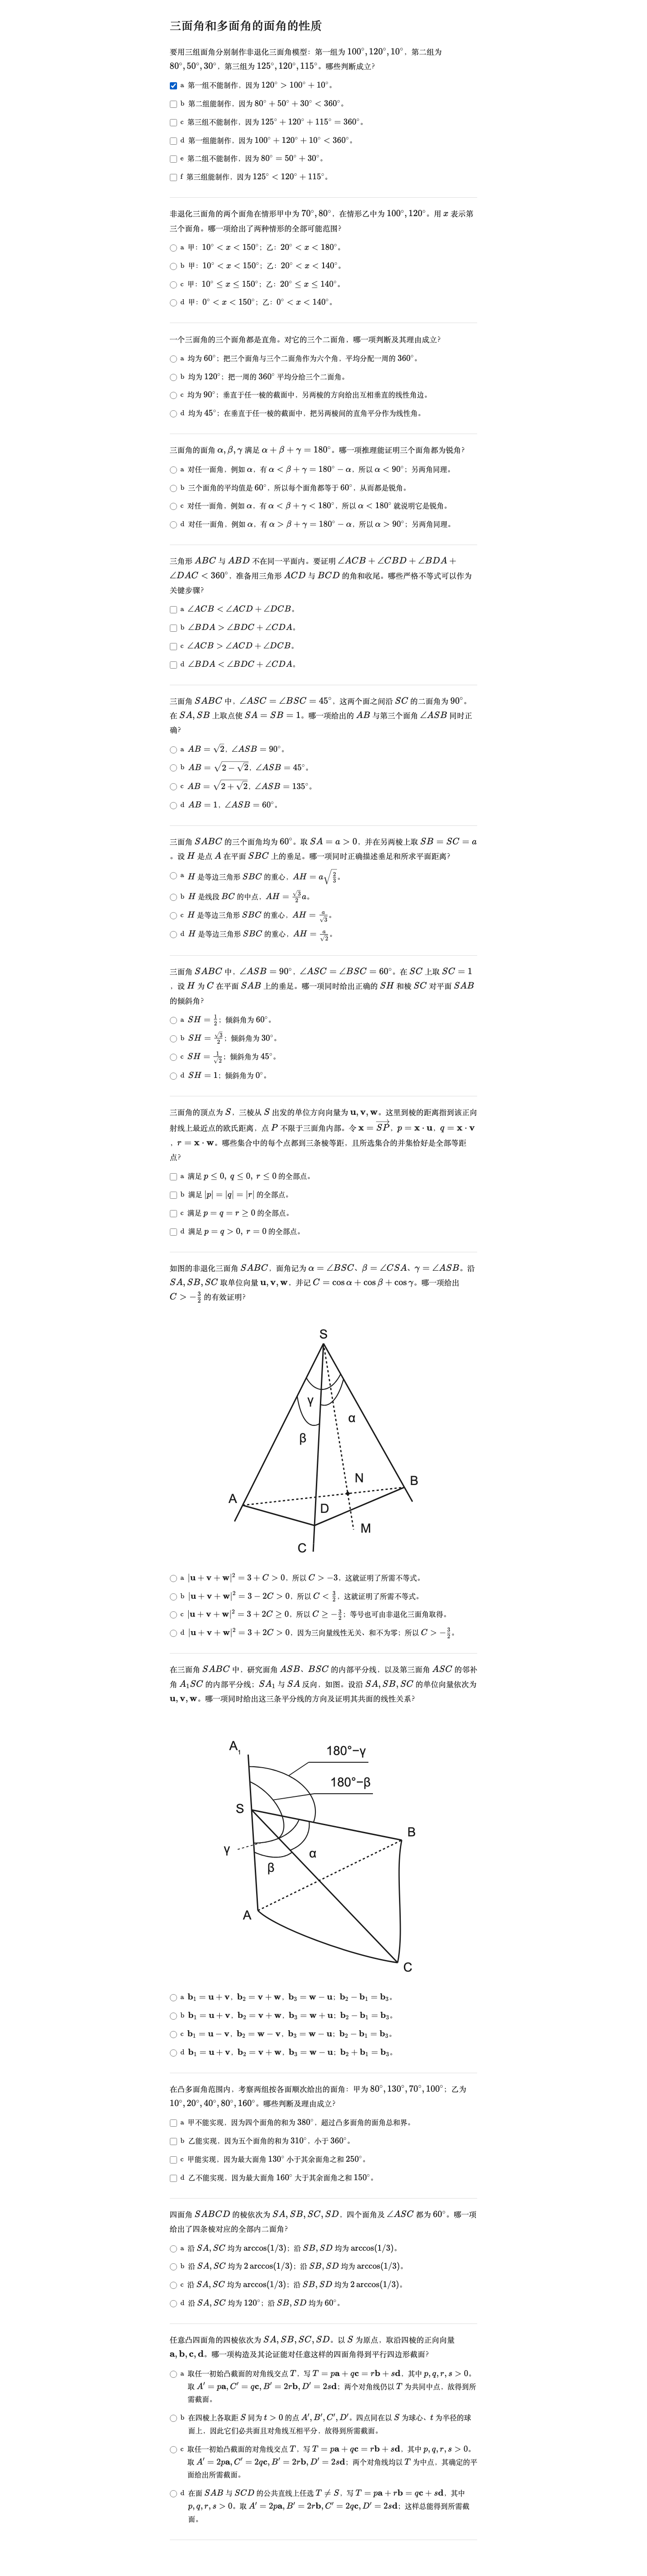 三面角和多面角的面角的性质
要用三组面角分别制作非退化三面角模型：第一组为 100°, 120°, 10°，第二组为
80°, 50°, 30°，第三组为 125°, 120°, 115°。哪些判断成立?
a 第一组不能制作，因为 120° > 100° + 10°。
b 第二组能制作，因为 80° + 50° + 30° < 360°。
c 第三组不能制作，因为 125° + 120° + 115° = 360°。
d 第一组能制作，因为 100° + 120° + 10° < 360°。
e 第二组不能制作，因为 80° = 50° + 30°。
f 第三组能制作，因为 125° < 120° + 115°。
非退化三面角的两个面角在情形甲中为 70°, 80°，在情形乙中为 100°, 120°。用 x 表示第
三个面角。哪一项给出了两种情形的全部可能范围?
a 甲：10° < x < 150°；乙：20° < x < 180°。
b 甲：10° < x < 150°；乙：20° < x < 140°。
c 甲：10° ≤ x ≤ 150°；乙：20° ≤ x ≤ 140°。
d 甲：0° < x < 150°；乙：0° < x < 140°。
一个三面角的三个面角都是直角。对它的三个二面角，哪一项判断及其理由成立?
a 均为 60°；把三个面角与三个二面角作为六个角，平均分配一周的 360°。
b 均为 120°；把一周的 360° 平均分给三个二面角。
c 均为 90°；垂直于任一棱的截面中，另两棱的方向给出互相垂直的线性角边。
d 均为 45°；在垂直于任一棱的截面中，把另两棱间的直角平分作为线性角。
三面角的面角 α, β, γ 满足 α + β + γ = 180°。哪一项推理能证明三个面角都为锐角?
a 对任一面角，例如 α，有 α < β + γ = 180° − α，所以 α < 90°；另两角同理。
b 三个面角的平均值是 60°，所以每个面角都等于 60°，从而都是锐角。
c 对任一面角，例如 α，有 α < β + γ < 180°，所以 α < 180° 就说明它是锐角。
d 对任一面角，例如 α，有 α > β + γ = 180° − α，所以 α > 90°；另两角同理。
三角形 ABC 与 ABD 不在同一平面内。要证明 ∠ACB + ∠CBD + ∠BDA +
∠DAC < 360°，准备用三角形 ACD 与 BCD 的角和收尾。哪些严格不等式可以作为
关键步骤?
a ∠ACB < ∠ACD + ∠DCB。
b ∠BDA > ∠BDC + ∠CDA。
c ∠ACB > ∠ACD + ∠DCB。
d ∠BDA < ∠BDC + ∠CDA。
三面角 SABC 中，∠ASC = ∠BSC = 45°，这两个面之间沿 SC 的二面角为 90°。
在 SA, SB 上取点使 SA = SB = 1。哪一项给出的 AB 与第三个面角 ∠ASB 同时正
确?
a AB = √2，∠ASB = 90°。
b AB = √(2 − √2)，∠ASB = 45°。
c AB = √(2 + √2)，∠ASB = 135°。
d AB = 1，∠ASB = 60°。
三面角 SABC 的三个面角均为 60°。取 SA = a > 0，并在另两棱上取 SB = SC = a
。设 H 是点 A 在平面 SBC 上的垂足。哪一项同时正确描述垂足和所求平面距离?
a H 是等边三角形 SBC 的重心，AH = a√(2/3)。
b H 是线段 BC 的中点，AH = √3/2 a。
c H 是等边三角形 SBC 的重心，AH = a/√3。
d H 是等边三角形 SBC 的重心，AH = a/√2。
三面角 SABC 中，∠ASB = 90°，∠ASC = ∠BSC = 60°。在 SC 上取 SC = 1
，设 H 为 C 在平面 SAB 上的垂足。哪一项同时给出正确的 SH 和棱 SC 对平面 SAB
的倾斜角?
a SH = 1/2；倾斜角为 60°。
b SH = √3/2；倾斜角为 30°。
c SH = 1/√2；倾斜角为 45°。
d SH = 1；倾斜角为 0°。
三面角的顶点为 S，三棱从 S 出发的单位方向向量为 u, v, w。这里到棱的距离指到该正向
射线上最近点的欧氏距离，点 P 不限于三面角内部。令 x = SP→，p = x · u，q = x · v
，r = x · w。哪些集合中的每个点都到三条棱等距，且所选集合的并集恰好是全部等距
点?
a 满足 p ≤ 0, q ≤ 0, r ≤ 0 的全部点。
b 满足 |p| = |q| = |r| 的全部点。
c 满足 p = q = r ≥ 0 的全部点。
d 满足 p = q > 0, r = 0 的全部点。
如图的非退化三面角 SABC，面角记为 α = ∠BSC、β = ∠CSA、γ = ∠ASB。沿
SA, SB, SC 取单位向量 u, v, w，并记 C = cos α + cos β + cos γ。哪一项给出
C > −3/2 的有效证明?
S
γ
α
β
N
B
A
D
M
C
a |u + v + w|² = 3 + C > 0，所以 C > −3，这就证明了所需不等式。
b |u + v + w|² = 3 − 2C > 0，所以 C < 3/2，这就证明了所需不等式。
c |u + v + w|² = 3 + 2C ≥ 0，所以 C ≥ −3/2；等号也可由非退化三面角取得。
d |u + v + w|² = 3 + 2C > 0，因为三向量线性无关、和不为零；所以 C > −3/2。
在三面角 SABC 中，研究面角 ASB、BSC 的内部平分线，以及第三面角 ASC 的邻补
角 A₁SC 的内部平分线；SA₁ 与 SA 反向，如图。设沿 SA, SB, SC 的单位向量依次为
u, v, w。哪一项同时给出这三条平分线的方向及证明其共面的线性关系?
A₁
180°−γ
180°−β
S
B
γ
α
β
A
C
a b₁ = u + v，b₂ = v + w，b₃ = w − u；b₂ − b₁ = b₃。
b b₁ = u + v，b₂ = v + w，b₃ = w + u；b₂ − b₁ = b₃。
c b₁ = u − v，b₂ = w − v，b₃ = w − u；b₂ − b₁ = b₃。
d b₁ = u + v，b₂ = v + w，b₃ = w − u；b₂ + b₁ = b₃。
在凸多面角范围内，考察两组按各面顺次给出的面角：甲为 80°, 130°, 70°, 100°；乙为
10°, 20°, 40°, 80°, 160°。哪些判断及理由成立?
a 甲不能实现，因为四个面角的和为 380°，超过凸多面角的面角总和界。
b 乙能实现，因为五个面角的和为 310°，小于 360°。
c 甲能实现，因为最大面角 130° 小于其余面角之和 250°。
d 乙不能实现，因为最大面角 160° 大于其余面角之和 150°。
四面角 SABCD 的棱依次为 SA, SB, SC, SD，四个面角及 ∠ASC 都为 60°。哪一项
给出了四条棱对应的全部内二面角?
a 沿 SA, SC 均为 arccos(1/3)；沿 SB, SD 均为 arccos(1/3)。
b 沿 SA, SC 均为 2 arccos(1/3)；沿 SB, SD 均为 arccos(1/3)。
c 沿 SA, SC 均为 arccos(1/3)；沿 SB, SD 均为 2 arccos(1/3)。
d 沿 SA, SC 均为 120°；沿 SB, SD 均为 60°。
任意凸四面角的四棱依次为 SA, SB, SC, SD。以 S 为原点，取沿四棱的正向向量
a, b, c, d。哪一项构造及其论证能对任意这样的四面角得到平行四边形截面?
a 取任一初始凸截面的对角线交点 T，写 T = pa + qc = rb + sd，其中 p, q, r, s > 0。
取 A′ = pa, C′ = qc, B′ = 2rb, D′ = 2sd；两个对角线仍以 T 为共同中点，故得到所
需截面。
b 在四棱上各取距 S 同为 t > 0 的点 A′, B′, C′, D′。四点同在以 S 为球心、t 为半径的球
面上，因此它们必共面且对角线互相平分，故得到所需截面。
c 取任一初始凸截面的对角线交点 T，写 T = pa + qc = rb + sd，其中 p, q, r, s > 0。
取 A′ = 2pa, C′ = 2qc, B′ = 2rb, D′ = 2sd；两个对角线均以 T 为中点，其确定的平
面给出所需截面。
d 在面 SAB 与 SCD 的公共直线上任选 T ≠ S，写 T = pa + rb = qc + sd，其中
p, q, r, s > 0。取 A′ = 2pa, B′ = 2rb, C′ = 2qc, D′ = 2sd；这样总能得到所需截
面。